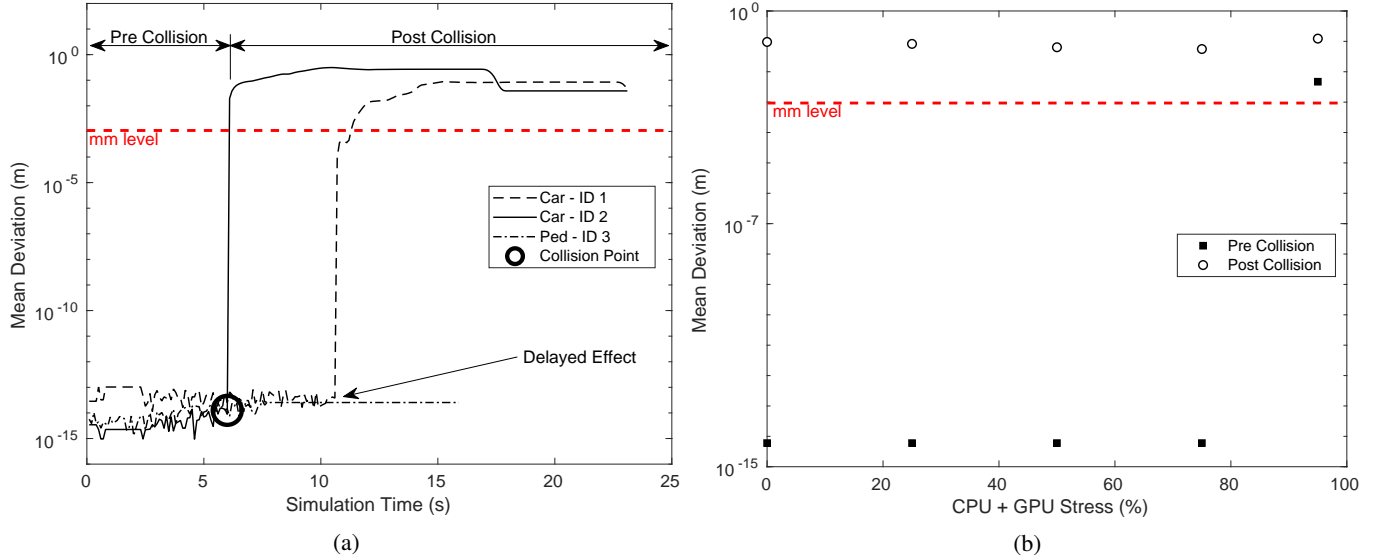 Pre Collision
Post Collision
mm level
Car - ID 1
Car - ID 2
Ped - ID 3
Collision Point
Delayed Effect
10^0
10^-5
10^-10
10^-15
Mean Deviation (m)
0 5 10 15 20 25
Simulation Time (s)
(a)
10^0
10^-7
10^-15
Mean Deviation (m)
mm level
Pre Collision
Post Collision
0 20 40 60 80 100
CPU + GPU Stress (%)
(b)